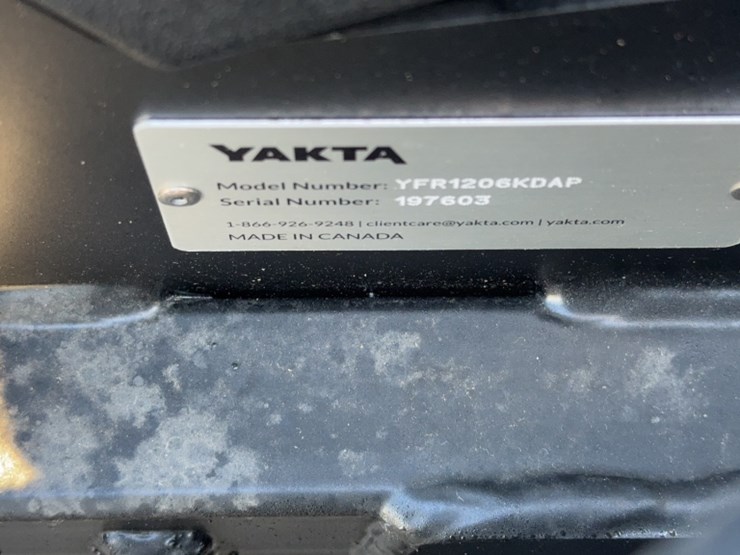 YAKTA
Model Number: YFR1206KDAP
Serial Number: 197603
1-866-926-9248 | clientcare@yakta.com | yakta.com
MADE IN CANADA